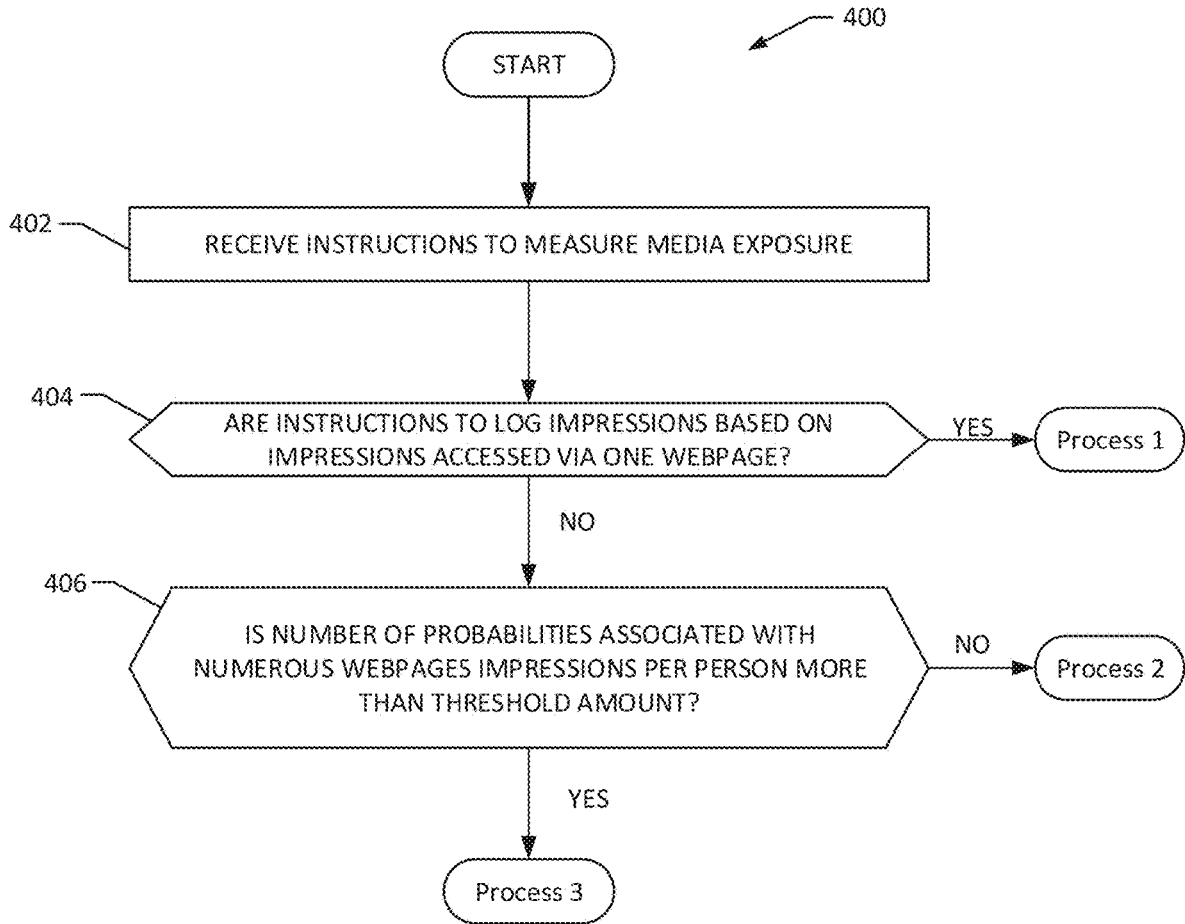 400
START
402
RECEIVE INSTRUCTIONS TO MEASURE MEDIA EXPOSURE
404
ARE INSTRUCTIONS TO LOG IMPRESSIONS BASED ON
IMPRESSIONS ACCESSED VIA ONE WEBPAGE?
YES
Process 1
NO
406
IS NUMBER OF PROBABILITIES ASSOCIATED WITH
NUMEROUS WEBPAGES IMPRESSIONS PER PERSON MORE
THAN THRESHOLD AMOUNT?
NO
Process 2
YES
Process 3